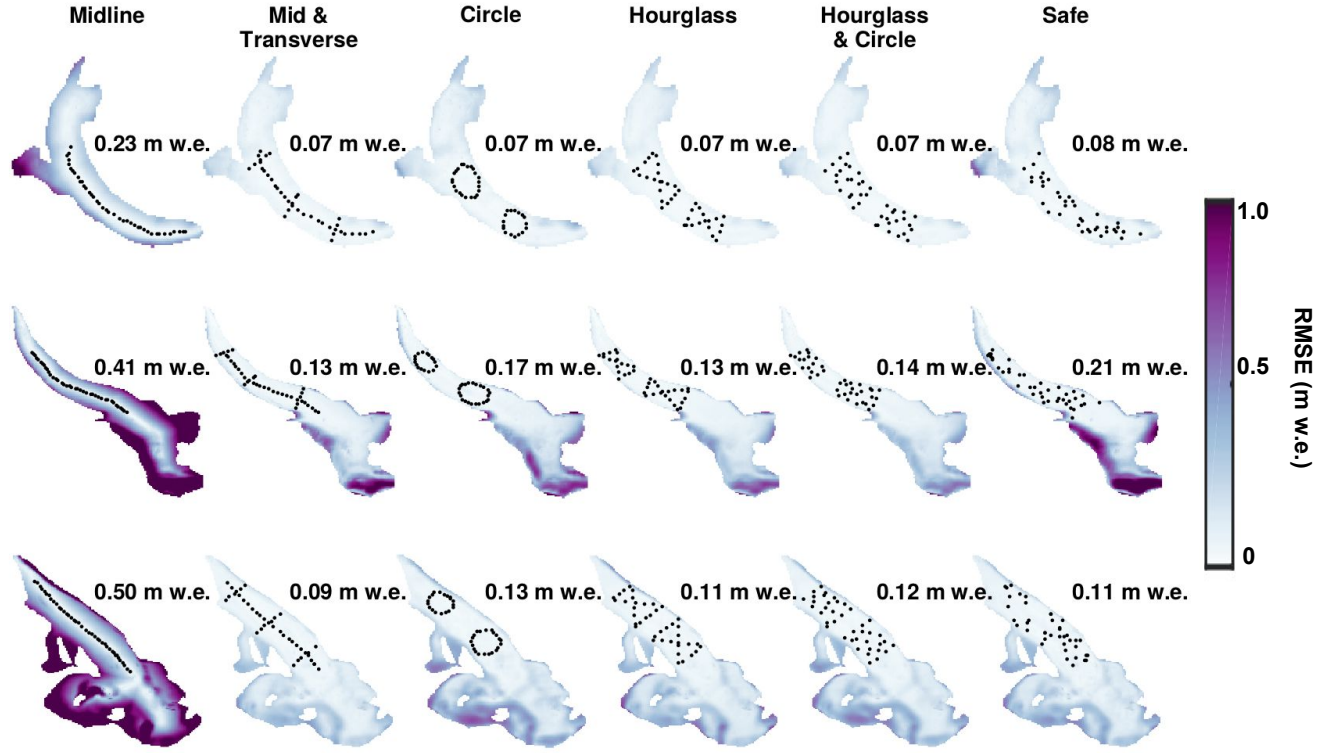 Midline
Mid &
Transverse
Circle
Hourglass
Hourglass
& Circle
Safe
0.23 m w.e.
0.07 m w.e.
0.07 m w.e.
0.07 m w.e.
0.07 m w.e.
0.08 m w.e.
0.41 m w.e.
0.13 m w.e.
0.17 m w.e.
0.13 m w.e.
0.14 m w.e.
0.21 m w.e.
0.50 m w.e.
0.09 m w.e.
0.13 m w.e.
0.11 m w.e.
0.12 m w.e.
0.11 m w.e.
1.0
0.5
0
RMSE (m w.e.)